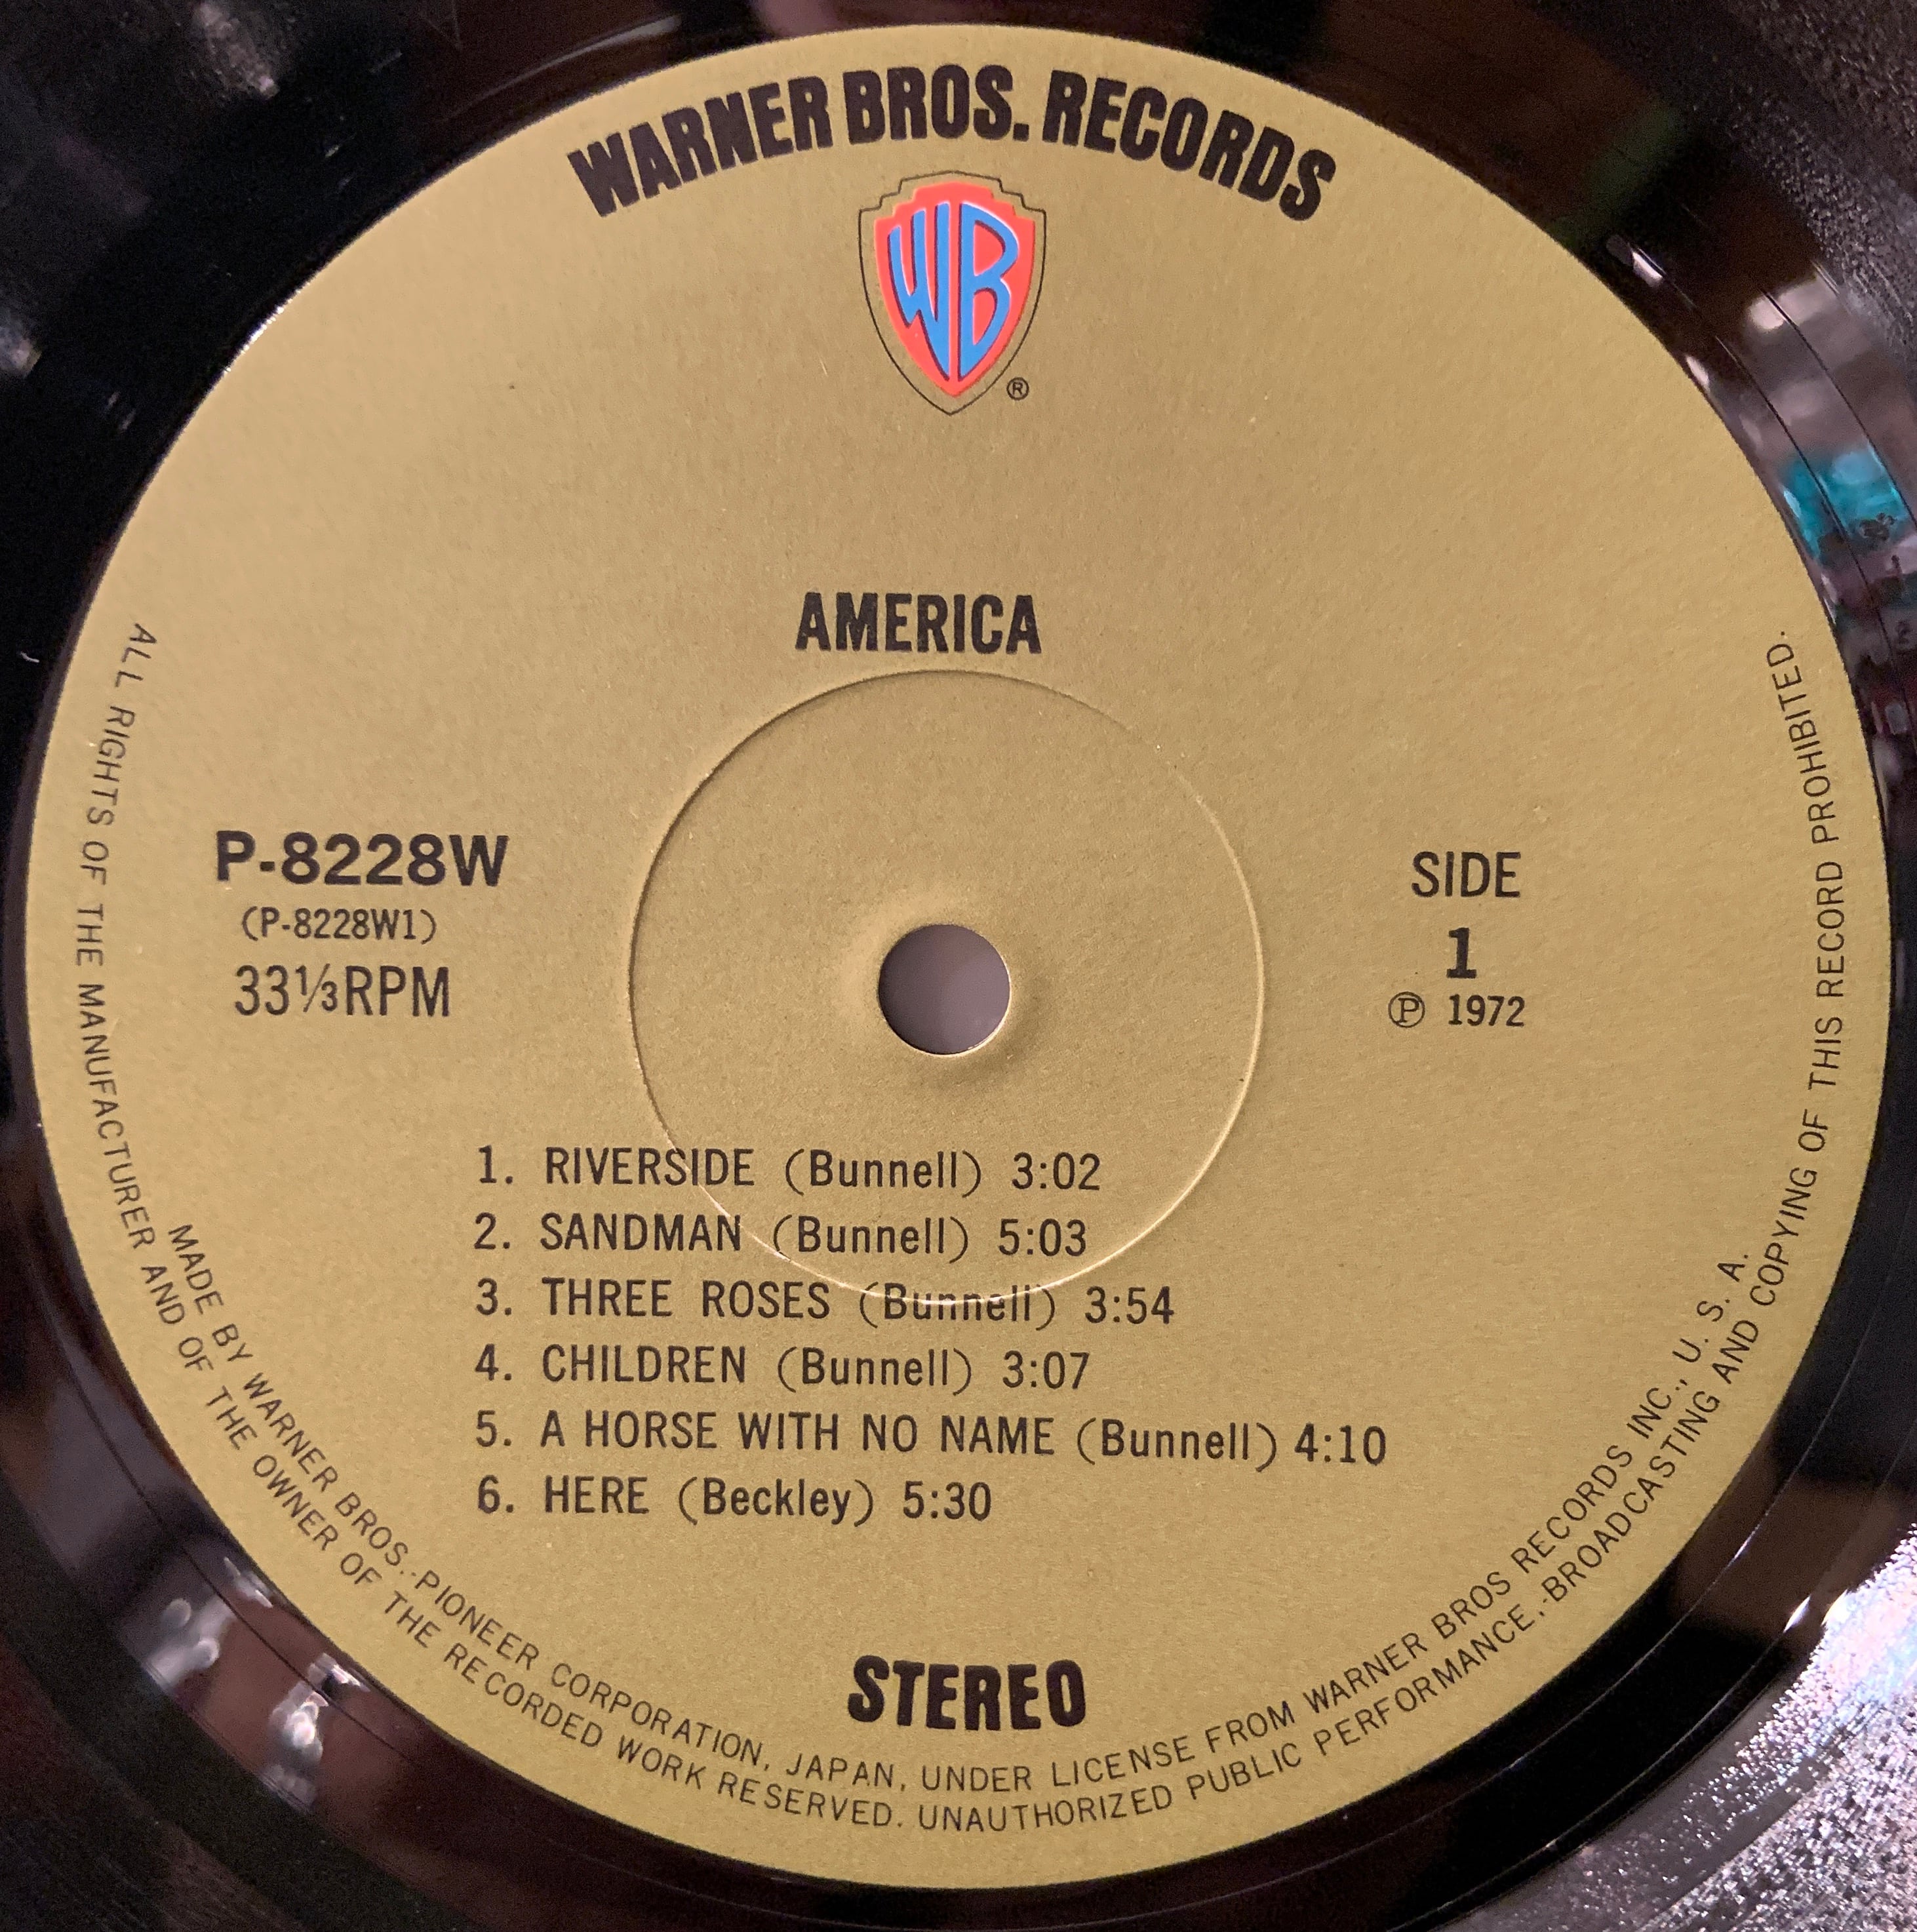 WARNER BROS. RECORDS
WB
®
AMERICA
P-8228W
(P-8228W1)
33⅓RPM
SIDE
1
℗ 1972
1. RIVERSIDE (Bunnell) 3:02
2. SANDMAN (Bunnell) 5:03
3. THREE ROSES (Bunnell) 3:54
4. CHILDREN (Bunnell) 3:07
5. A HORSE WITH NO NAME (Bunnell) 4:10
6. HERE (Beckley) 5:30
STEREO
MADE BY WARNER BROS.-PIONEER CORPORATION, JAPAN, UNDER LICENSE FROM WARNER BROS RECORDS INC., U. S. A.
ALL RIGHTS OF THE MANUFACTURER AND OF THE OWNER OF THE RECORDED WORK RESERVED. UNAUTHORIZED PUBLIC PERFORMANCE,·BROADCASTING AND COPYING OF THIS RECORD PROHIBITED.